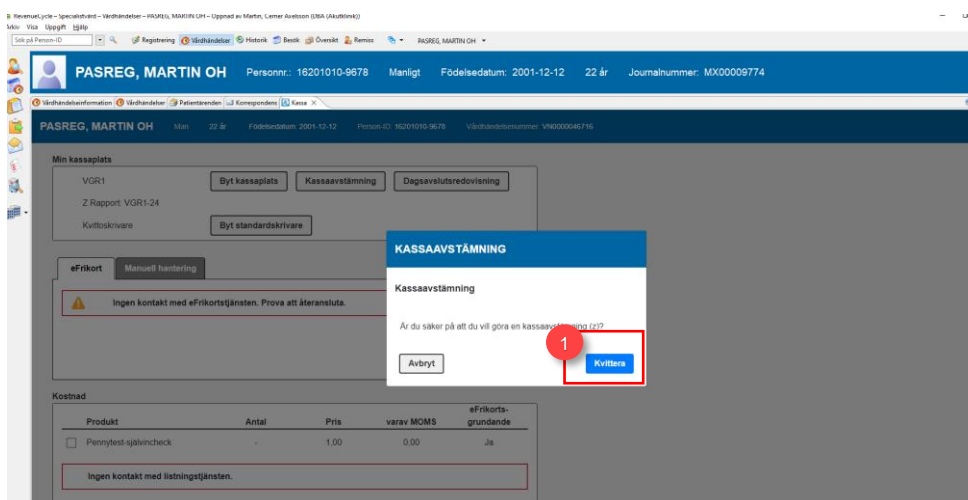 RevenueCycle – Specialistvård – Vårdhändelser – PASREG, MARTIN OH – Öppnad av Martin, Cerner Axelsson (DBA (Akutklinik))
Arkiv Visa Uppgift Hjälp
Sök på Person-ID Registrering Vårdhändelser Historik Besök Översikt Remiss PASREG, MARTIN OH
PASREG, MARTIN OH Personnr.: 16201010-9678 Manligt Födelsedatum: 2001-12-12 22 år Journalnummer: MX00009774
Vårdhändelseinformation Vårdhändelser Patientärenden Korrespondens Kassa X
PASREG, MARTIN OH Man 22 år Födelsedatum: 2001-12-12 Person-ID: 16201010-9678 Vårdhändelsenummer: VN0000046716
Min kassaplats
VGR1 Byt kassaplats Kassaavstämning Dagsavslutsredovisning
Z Rapport: VGR1-24
Kvittoskrivare Byt standardskrivare
KASSAAVSTÄMNING
eFrikort Manuell hantering
Kassaavstämning
Ingen kontakt med eFrikortstjänsten. Prova att återansluta.
Är du säker på att du vill göra en kassaavstämning (z)?
1
Avbryt Kvittera
Kostnad
Produkt Antal Pris varav MOMS eFrikorts-
grundande
Pennytest-självincheck - 1,00 0,00 Ja
Ingen kontakt med listningstjänsten.